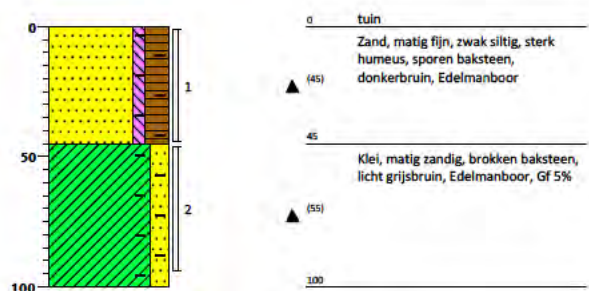 0
50
100
1
2
0 tuin
Zand, matig fijn, zwak siltig, sterk
humeus, sporen baksteen,
donkerbruin, Edelmanboor
(45)
45
Klei, matig zandig, brokken baksteen,
licht grijsbruin, Edelmanboor, Gf 5%
(55)
100